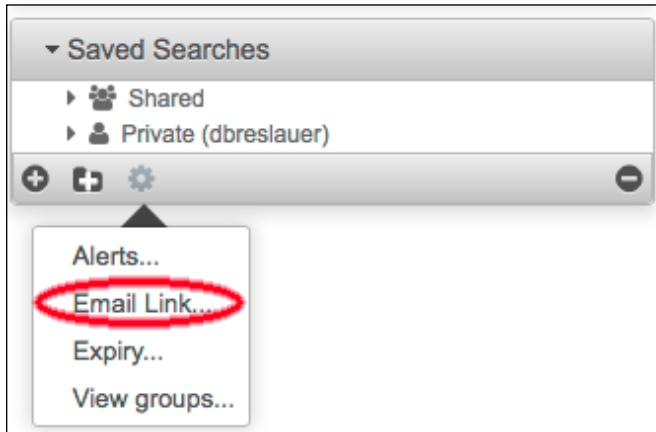 Saved Searches
Shared
Private (dbreslauer)
Alerts...
Email Link...
Expiry...
View groups...